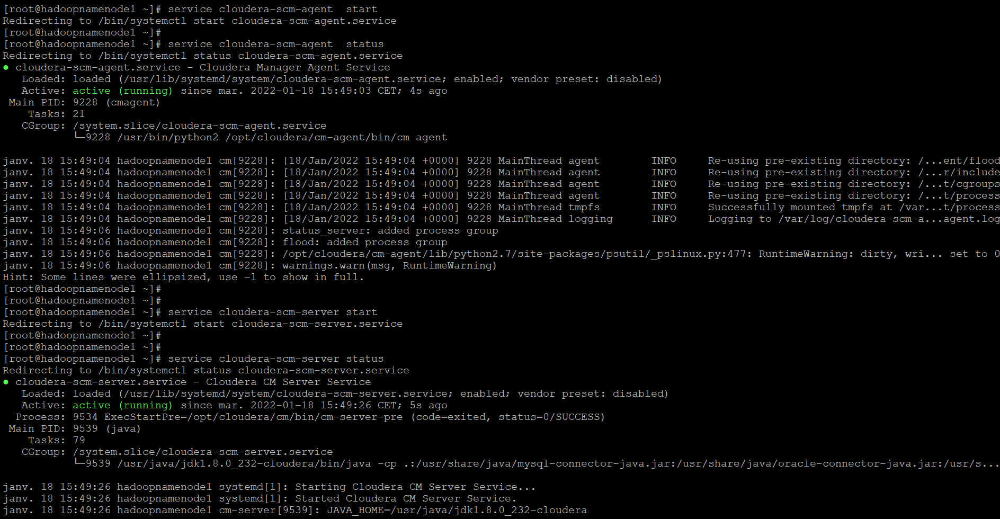 [root@hadoopnamenode1 ~]# service cloudera-scm-agent  start
Redirecting to /bin/systemctl start cloudera-scm-agent.service
[root@hadoopnamenode1 ~]#
[root@hadoopnamenode1 ~]# service cloudera-scm-agent  status
Redirecting to /bin/systemctl status cloudera-scm-agent.service
● cloudera-scm-agent.service - Cloudera Manager Agent Service
   Loaded: loaded (/usr/lib/systemd/system/cloudera-scm-agent.service; enabled; vendor preset: disabled)
   Active: active (running) since mar. 2022-01-18 15:49:03 CET; 4s ago
 Main PID: 9228 (cmagent)
    Tasks: 21
   CGroup: /system.slice/cloudera-scm-agent.service
           └─9228 /usr/bin/python2 /opt/cloudera/cm-agent/bin/cm agent
janv. 18 15:49:04 hadoopnamenode1 cm[9228]: [18/Jan/2022 15:49:04 +0000] 9228 MainThread agent        INFO     Re-using pre-existing directory: /...ent/flood
janv. 18 15:49:04 hadoopnamenode1 cm[9228]: [18/Jan/2022 15:49:04 +0000] 9228 MainThread agent        INFO     Re-using pre-existing directory: /...r/include
janv. 18 15:49:04 hadoopnamenode1 cm[9228]: [18/Jan/2022 15:49:04 +0000] 9228 MainThread agent        INFO     Re-using pre-existing directory: /...t/cgroups
janv. 18 15:49:04 hadoopnamenode1 cm[9228]: [18/Jan/2022 15:49:04 +0000] 9228 MainThread agent        INFO     Re-using pre-existing directory: /...t/process
janv. 18 15:49:04 hadoopnamenode1 cm[9228]: [18/Jan/2022 15:49:04 +0000] 9228 MainThread tmpfs        INFO     Successfully mounted tmpfs at /var...t/process
janv. 18 15:49:04 hadoopnamenode1 cm[9228]: [18/Jan/2022 15:49:04 +0000] 9228 MainThread logging      INFO     Logging to /var/log/cloudera-scm-a...agent.log
janv. 18 15:49:06 hadoopnamenode1 cm[9228]: status_server: added process group
janv. 18 15:49:06 hadoopnamenode1 cm[9228]: flood: added process group
janv. 18 15:49:06 hadoopnamenode1 cm[9228]: /opt/cloudera/cm-agent/lib/python2.7/site-packages/psutil/_pslinux.py:477: RuntimeWarning: dirty, wri... set to 0
janv. 18 15:49:06 hadoopnamenode1 cm[9228]: warnings.warn(msg, RuntimeWarning)
Hint: Some lines were ellipsized, use -l to show in full.
[root@hadoopnamenode1 ~]#
[root@hadoopnamenode1 ~]#
[root@hadoopnamenode1 ~]# service cloudera-scm-server start
Redirecting to /bin/systemctl start cloudera-scm-server.service
[root@hadoopnamenode1 ~]#
[root@hadoopnamenode1 ~]#
[root@hadoopnamenode1 ~]# service cloudera-scm-server status
Redirecting to /bin/systemctl status cloudera-scm-server.service
● cloudera-scm-server.service - Cloudera CM Server Service
   Loaded: loaded (/usr/lib/systemd/system/cloudera-scm-server.service; enabled; vendor preset: disabled)
   Active: active (running) since mar. 2022-01-18 15:49:26 CET; 5s ago
  Process: 9534 ExecStartPre=/opt/cloudera/cm/bin/cm-server-pre (code=exited, status=0/SUCCESS)
 Main PID: 9539 (java)
    Tasks: 79
   CGroup: /system.slice/cloudera-scm-server.service
           └─9539 /usr/java/jdk1.8.0_232-cloudera/bin/java -cp .:/usr/share/java/mysql-connector-java.jar:/usr/share/java/oracle-connector-java.jar:/usr/s...
janv. 18 15:49:26 hadoopnamenode1 systemd[1]: Starting Cloudera CM Server Service...
janv. 18 15:49:26 hadoopnamenode1 systemd[1]: Started Cloudera CM Server Service.
janv. 18 15:49:26 hadoopnamenode1 cm-server[9539]: JAVA_HOME=/usr/java/jdk1.8.0_232-cloudera